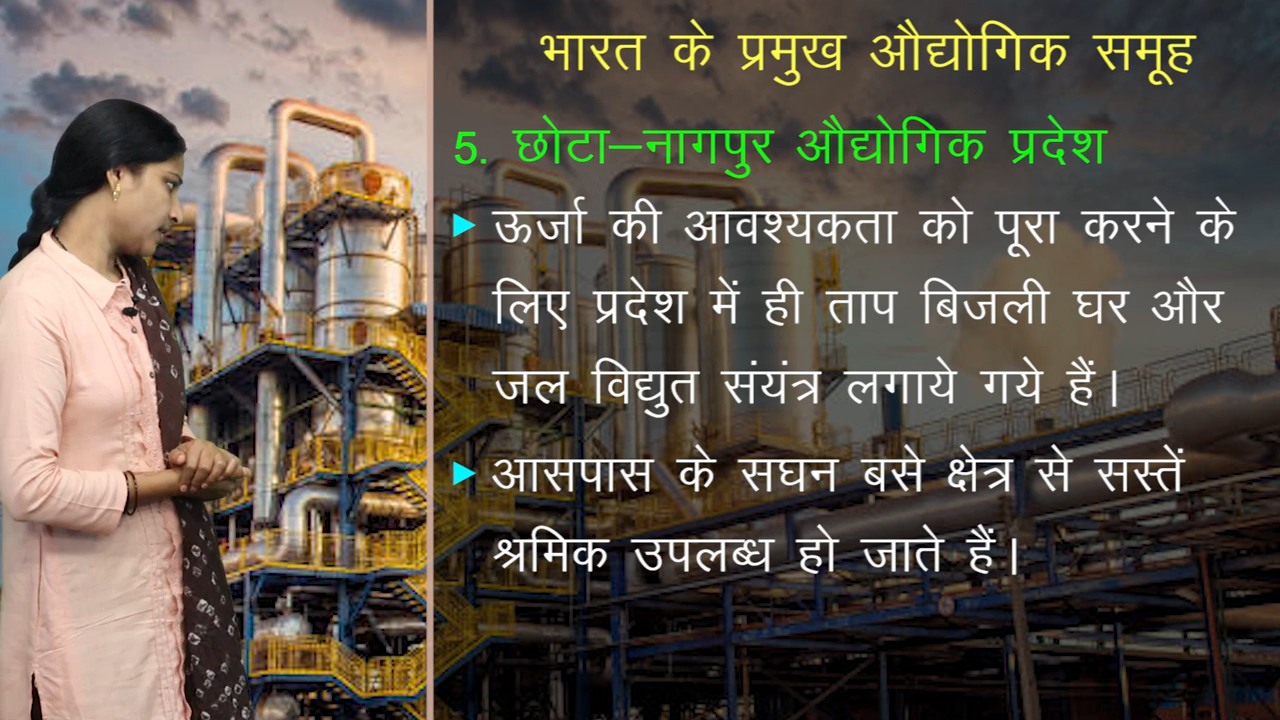 भारत के प्रमुख औद्योगिक समूह
5. छोटा–नागपुर औद्योगिक प्रदेश
ऊर्जा की आवश्यकता को पूरा करने के
लिए प्रदेश में ही ताप बिजली घर और
जल विद्युत संयंत्र लगाये गये हैं।
आसपास के सघन बसे क्षेत्र से सस्तें
श्रमिक उपलब्ध हो जाते हैं।